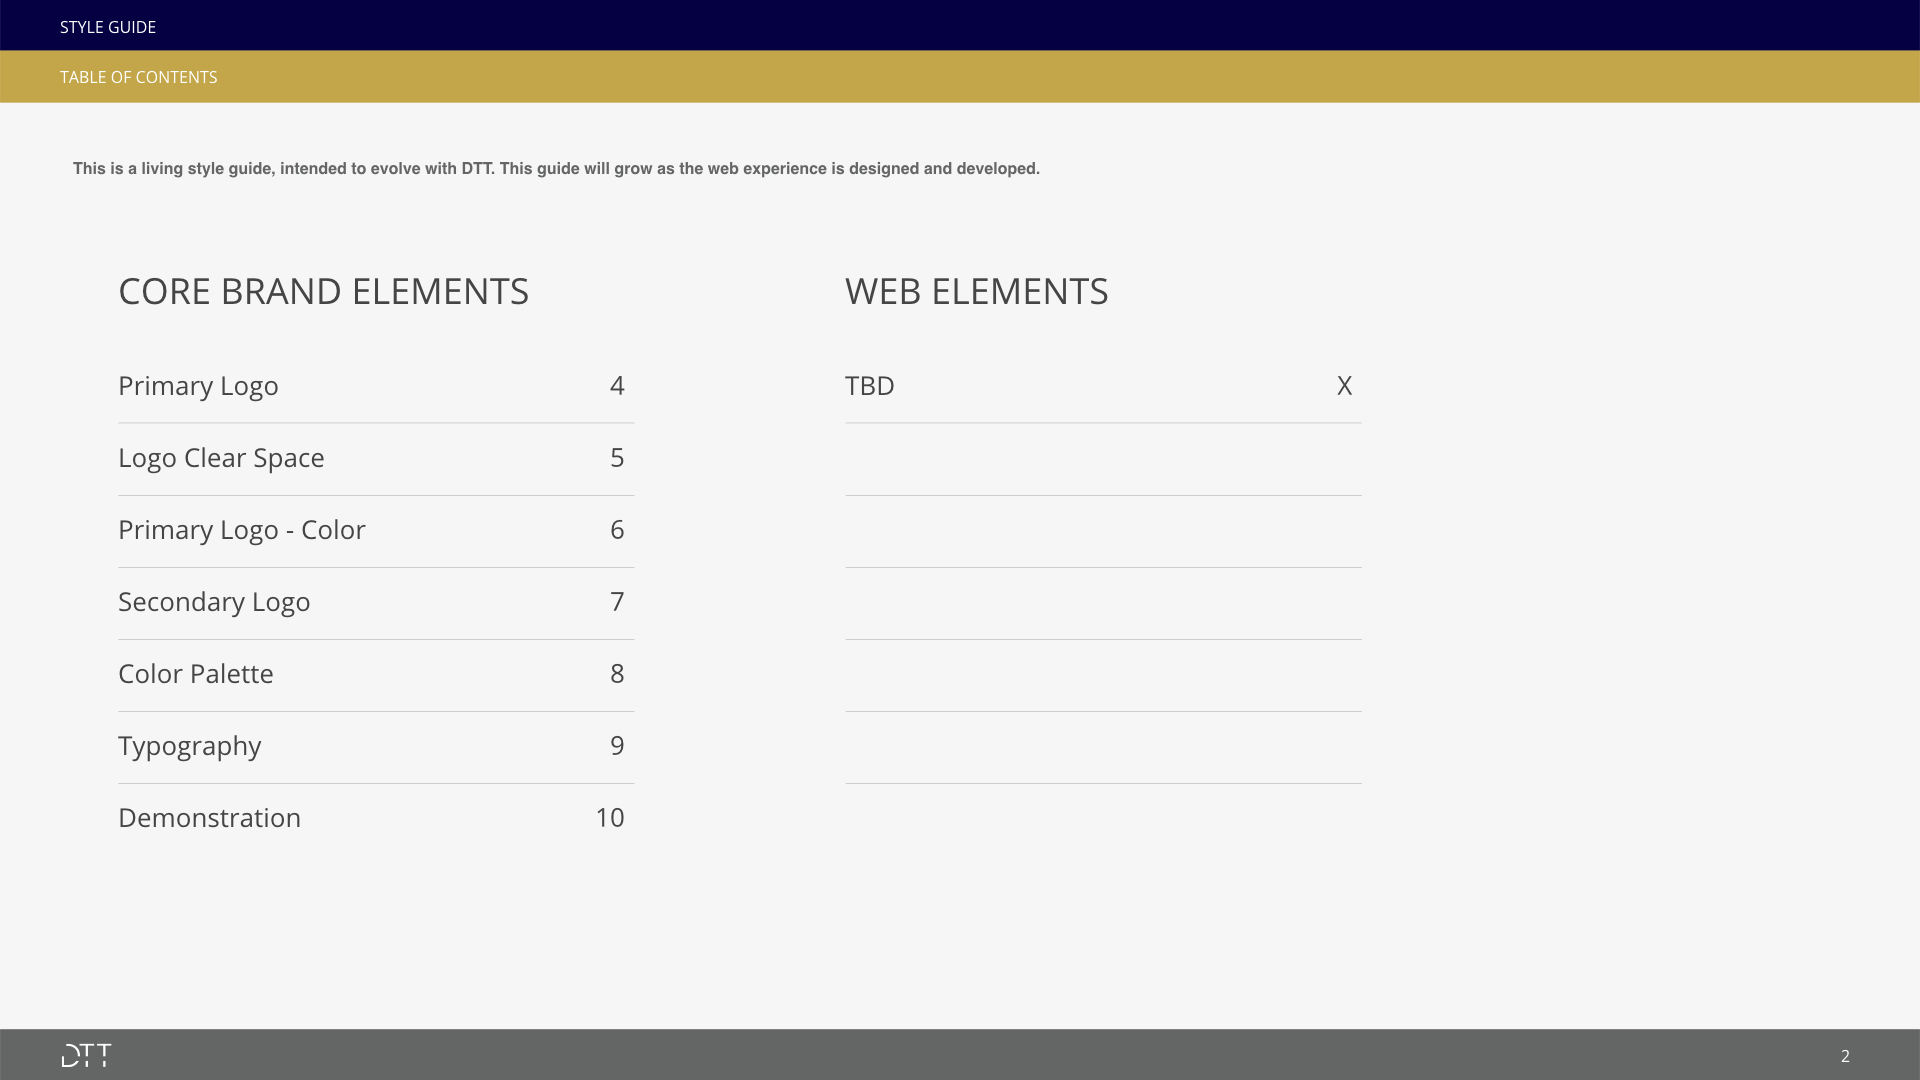 STYLE GUIDE
TABLE OF CONTENTS
This is a living style guide, intended to evolve with DTT. This guide will grow as the web experience is designed and developed.
CORE BRAND ELEMENTS
Primary Logo 4
Logo Clear Space 5
Primary Logo - Color 6
Secondary Logo 7
Color Palette 8
Typography 9
Demonstration 10
WEB ELEMENTS
TBD X
DTT
2